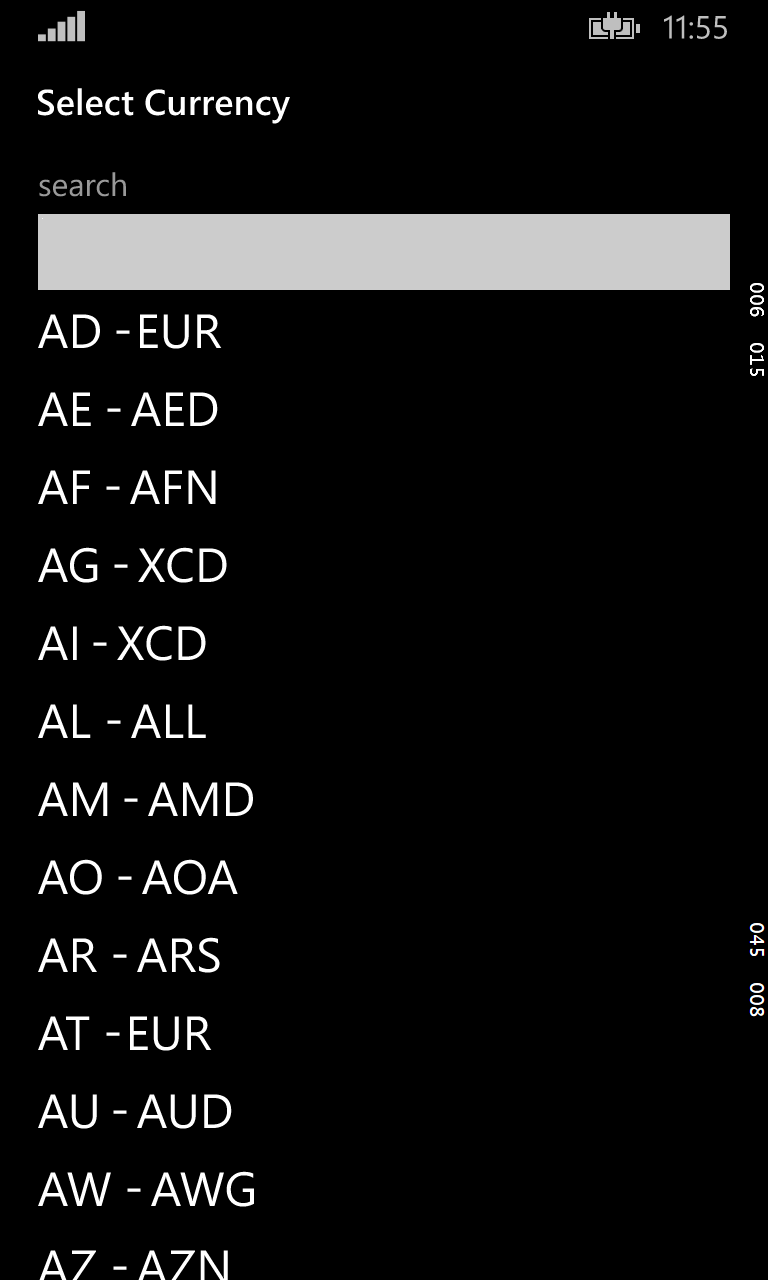 11:55
Select Currency
search
006 015
AD -EUR
AE - AED
AF - AFN
AG - XCD
AI - XCD
AL - ALL
AM - AMD
AO - AOA
AR - ARS
045 008
AT -EUR
AU - AUD
AW - AWG
AZ - AZN